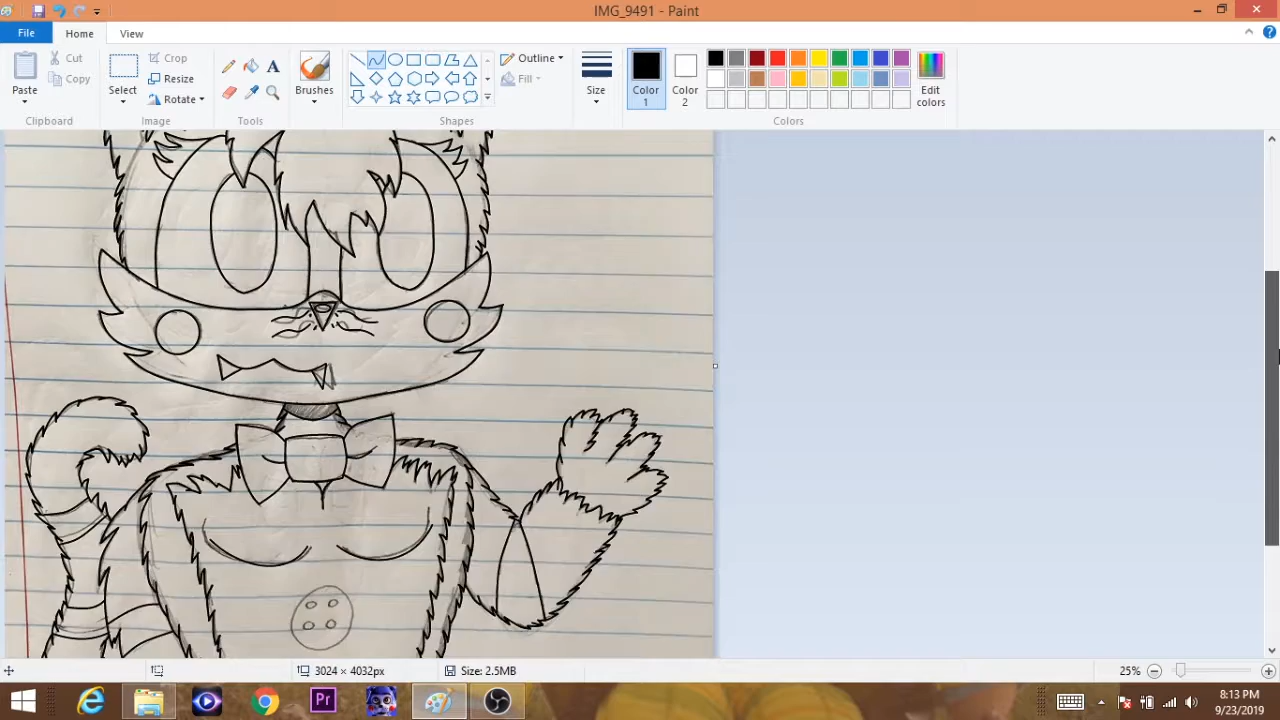 IMG_9491 - Paint
File
Home
View
Paste
Cut
Copy
Clipboard
Select
Crop
Resize
Rotate
Image
A
Tools
Brushes
Shapes
Outline
Fill
Size
Color
1
Color
2
Edit
colors
Colors
3024 × 4032px
Size: 2.5MB
25%
Pr
8:13 PM
9/23/2019